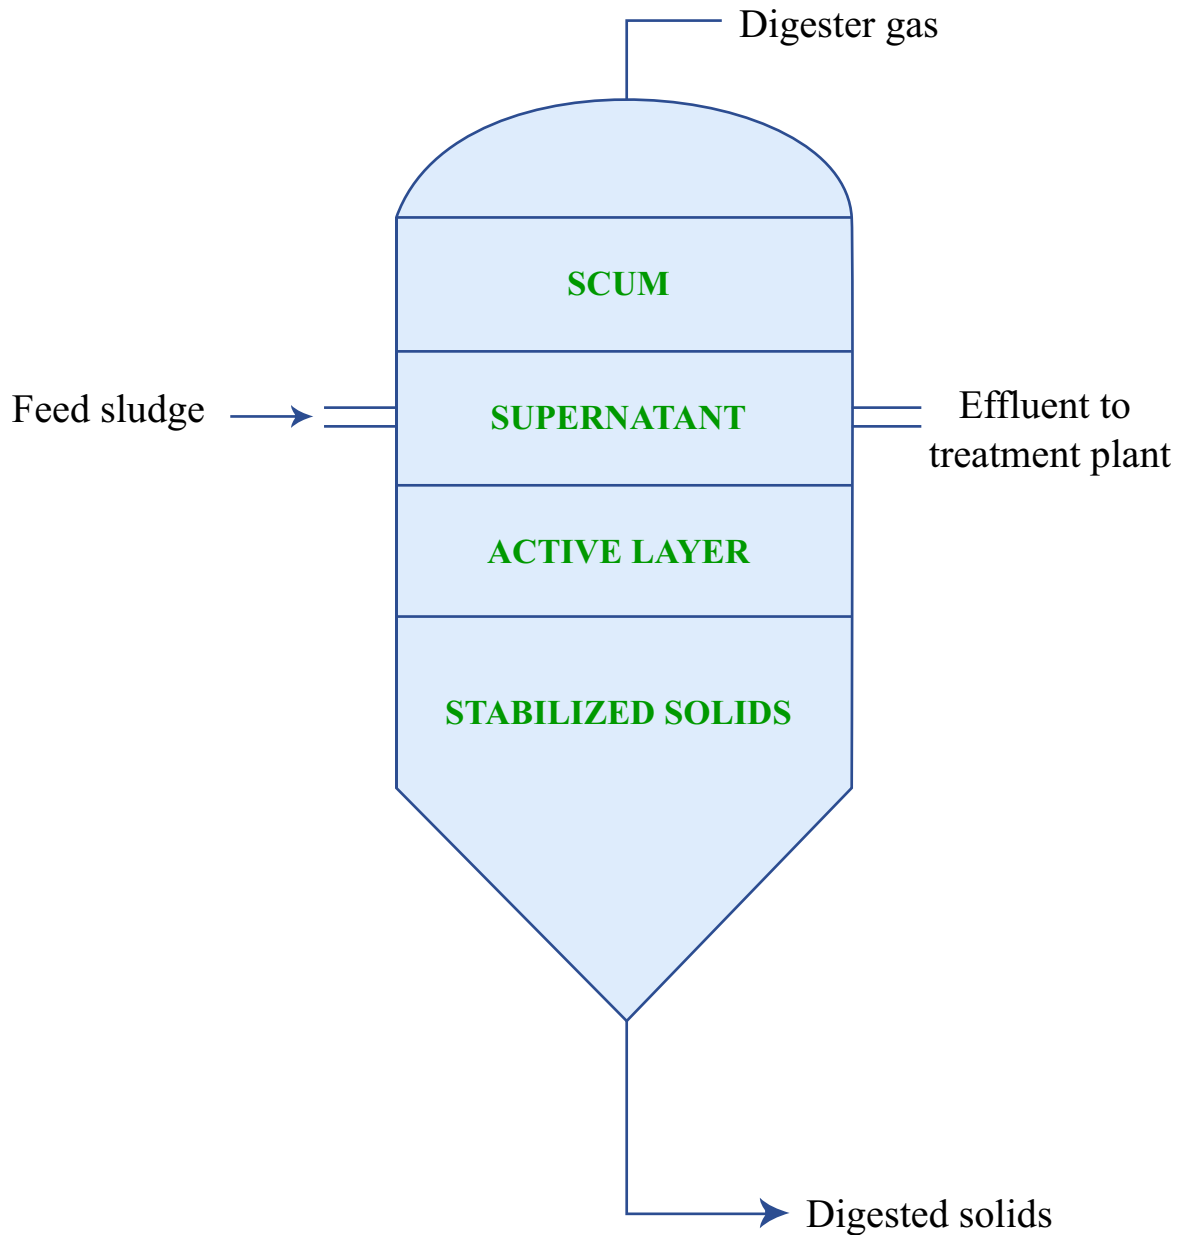 Digester gas
SCUM
Feed sludge
SUPERNATANT
Effluent to
treatment plant
ACTIVE LAYER
STABILIZED SOLIDS
Digested solids